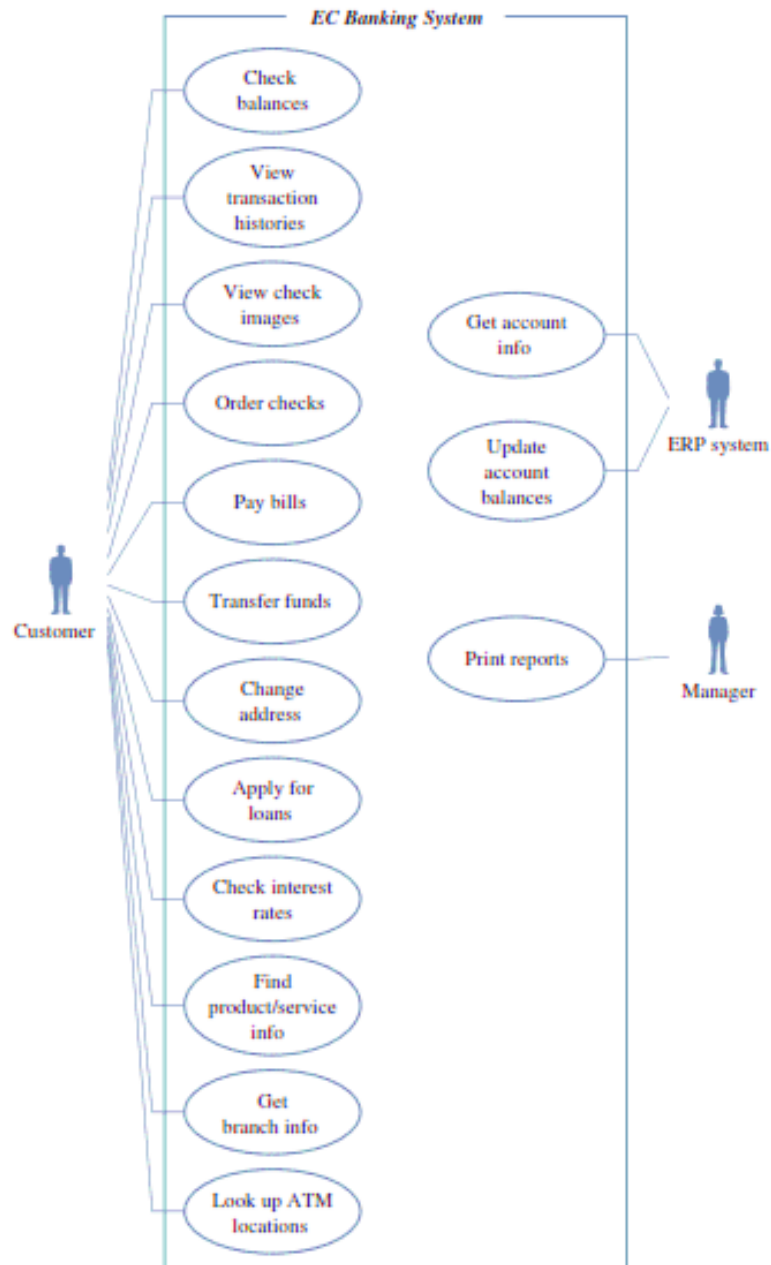 EC Banking System
Check
balances
View
transaction
histories
View check
images
Order checks
Pay bills
Transfer funds
Change
address
Apply for
loans
Check interest
rates
Find
product/service
info
Get
branch info
Look up ATM
locations
Customer
Get account
info
Update
account
balances
Print reports
ERP system
Manager